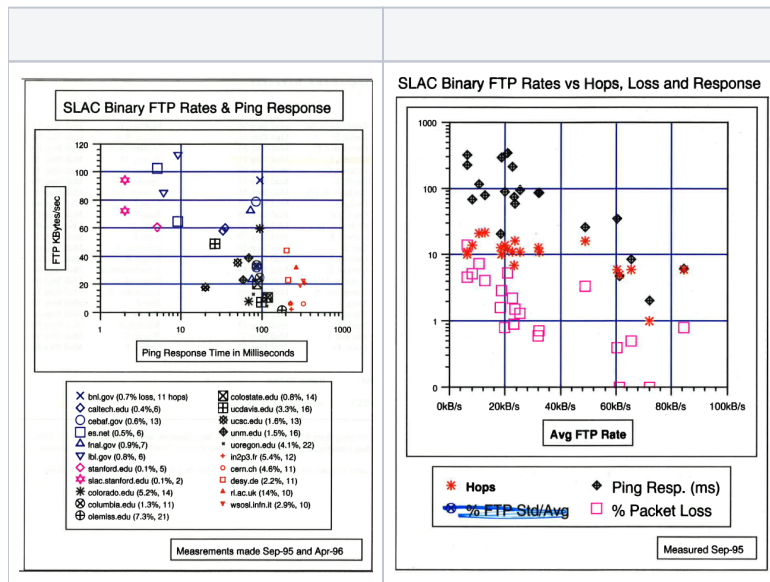 SLAC Binary FTP Rates & Ping Response
FTP KBytes/sec
120
100
80
60
40
20
0
1
10
100
1000
Ping Response Time in Milliseconds
bnl.gov (0.7% loss, 11 hops)
caltech.edu (0.4%,6)
cebaf.gov (0.6%, 13)
es.net (0.5%, 6)
fnal.gov (0.9%,7)
lbl.gov (0.8%, 6)
stanford.edu (0.1%, 5)
slac.stanford.edu (0.1%, 2)
colorado.edu (5.2%, 14)
columbia.edu (1.3%, 11)
olemiss.edu (7.3%, 21)
colostate.edu (0.8%, 14)
ucdavis.edu (3.3%, 16)
ucsc.edu (1.6%, 13)
unm.edu (1.5%, 16)
uoregon.edu (4.1%, 22)
in2p3.fr (5.4%, 12)
cern.ch (4.6%, 11)
desy.de (2.2%, 11)
rl.ac.uk (14%, 10)
wsosl.infn.it (2.9%, 10)
Measrements made Sep-95 and Apr-96
SLAC Binary FTP Rates vs Hops, Loss and Response
1000
100
10
1
0
0kB/s
20kB/s
40kB/s
60kB/s
80kB/s
100kB/s
Avg FTP Rate
Hops
Ping Resp. (ms)
% FTP Std/Avg
% Packet Loss
Measured Sep-95